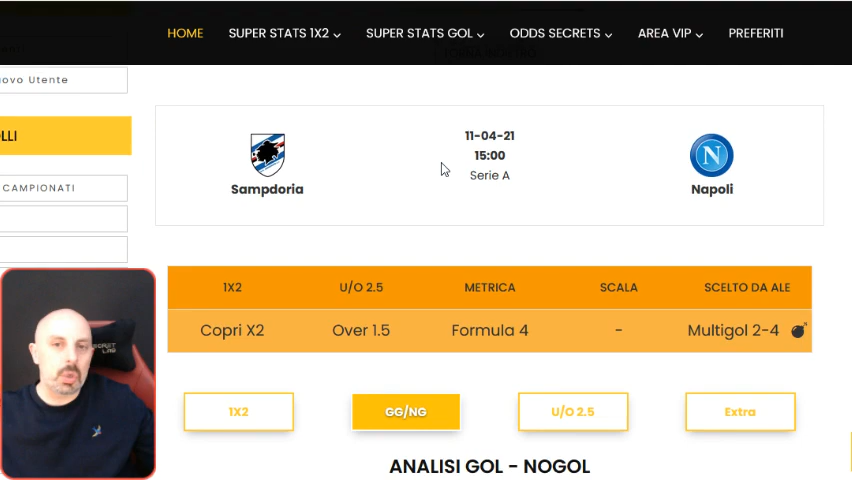 HOME SUPER STATS 1X2 SUPER STATS GOL ODDS SECRETS AREA VIP PREFERITI
uovo Utente
OLLI
CAMPIONATI
11-04-21
15:00
Serie A
Sampdoria
N
Napoli
1X2 U/O 2.5 METRICA SCALA SCELTO DA ALE
Copri X2 Over 1.5 Formula 4 - Multigol 2-4
1X2 GG/NG U/O 2.5 Extra
ANALISI GOL - NOGOL